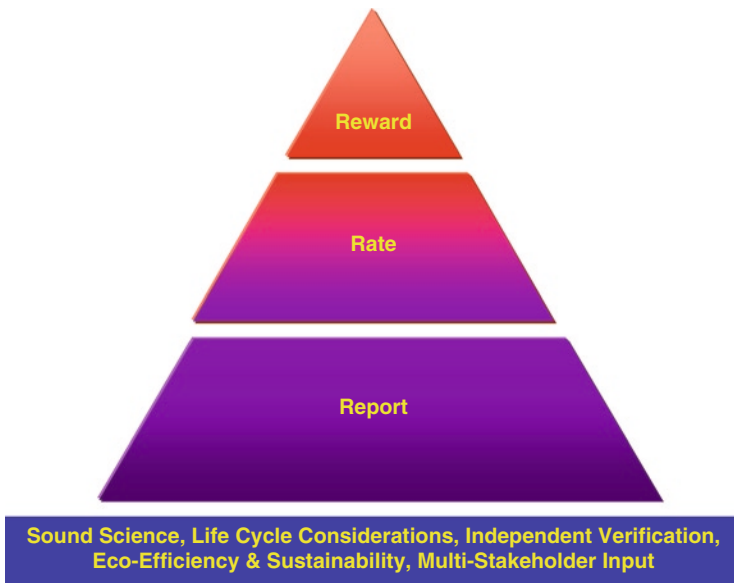 Reward
Rate
Report
Sound Science, Life Cycle Considerations, Independent Verification,
Eco-Efficiency & Sustainability, Multi-Stakeholder Input